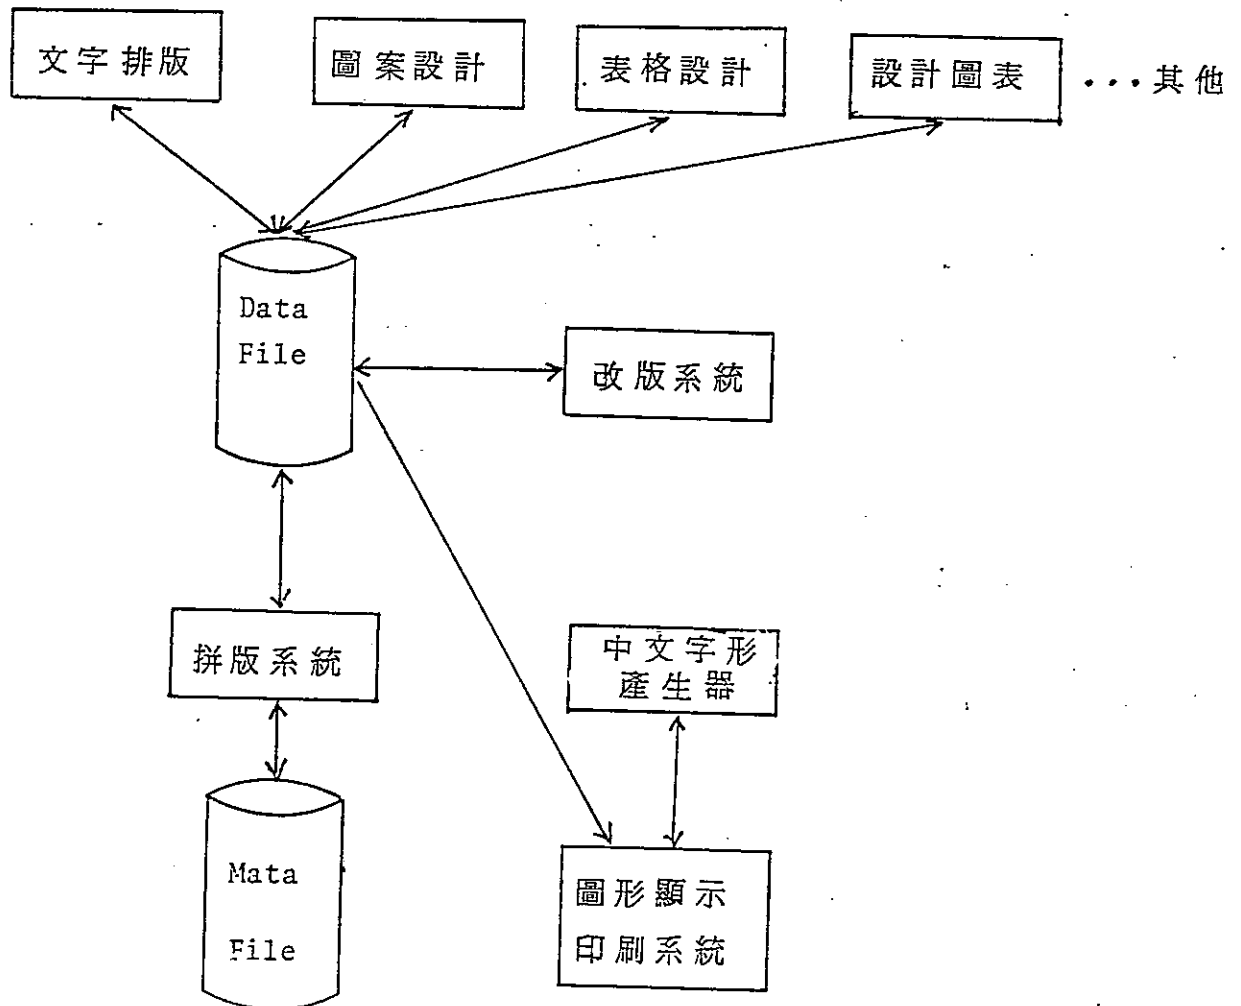 文字排版
圖案設計
表格設計
設計圖表
...其他
Data
File
改版系統
拼版系統
中文字形
產生器
Mata
File
圖形顯示
印刷系統